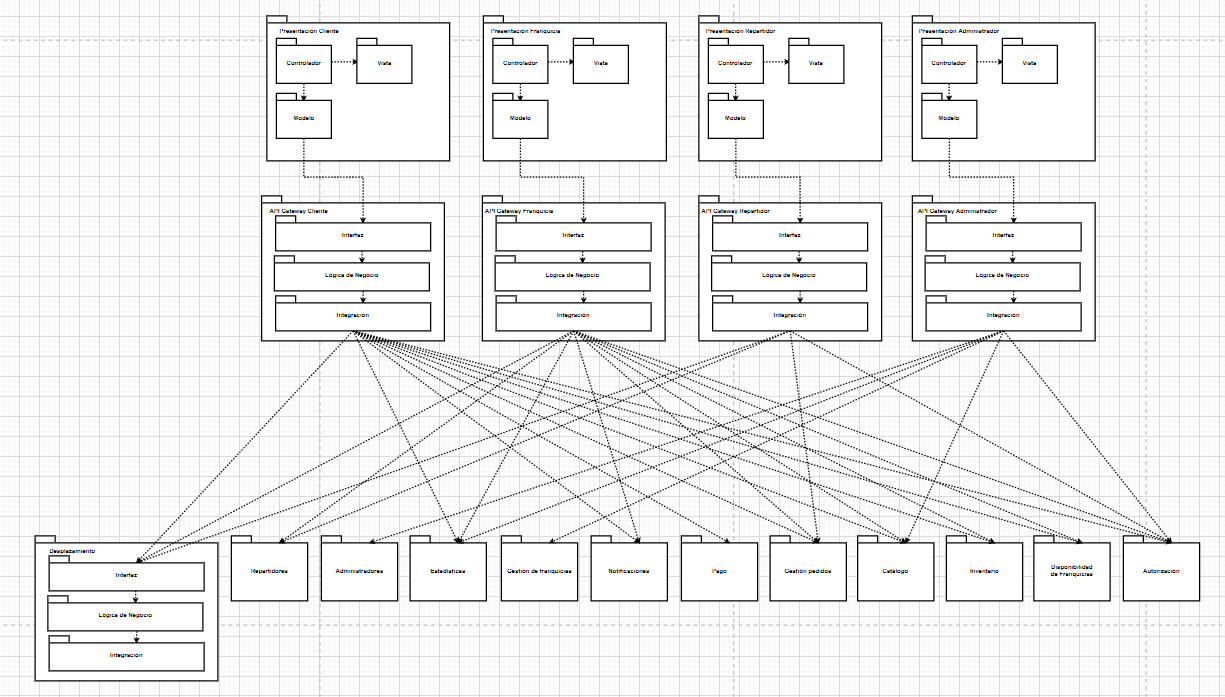 Presentación Cliente
Presentación Franquicia
Presentación Repartidor
Presentación Administrador
Controlador
Vista
Controlador
Vista
Controlador
Vista
Controlador
Vista
Modelo
Modelo
Modelo
Modelo
API Gateway Cliente
API Gateway Franquicia
API Gateway Repartidor
API Gateway Administrador
Interfaz
Interfaz
Interfaz
Interfaz
Lógica de Negocio
Lógica de Negocio
Lógica de Negocio
Lógica de Negocio
Integración
Integración
Integración
Integración
Desplazamiento
Interfaz
Lógica de Negocio
Integración
Repartidores
Administradores
Estadísticas
Gestión de franquicias
Notificaciones
Pago
Gestión pedidos
Catálogo
Inventario
Disponibilidad
de Franquicias
Autorización